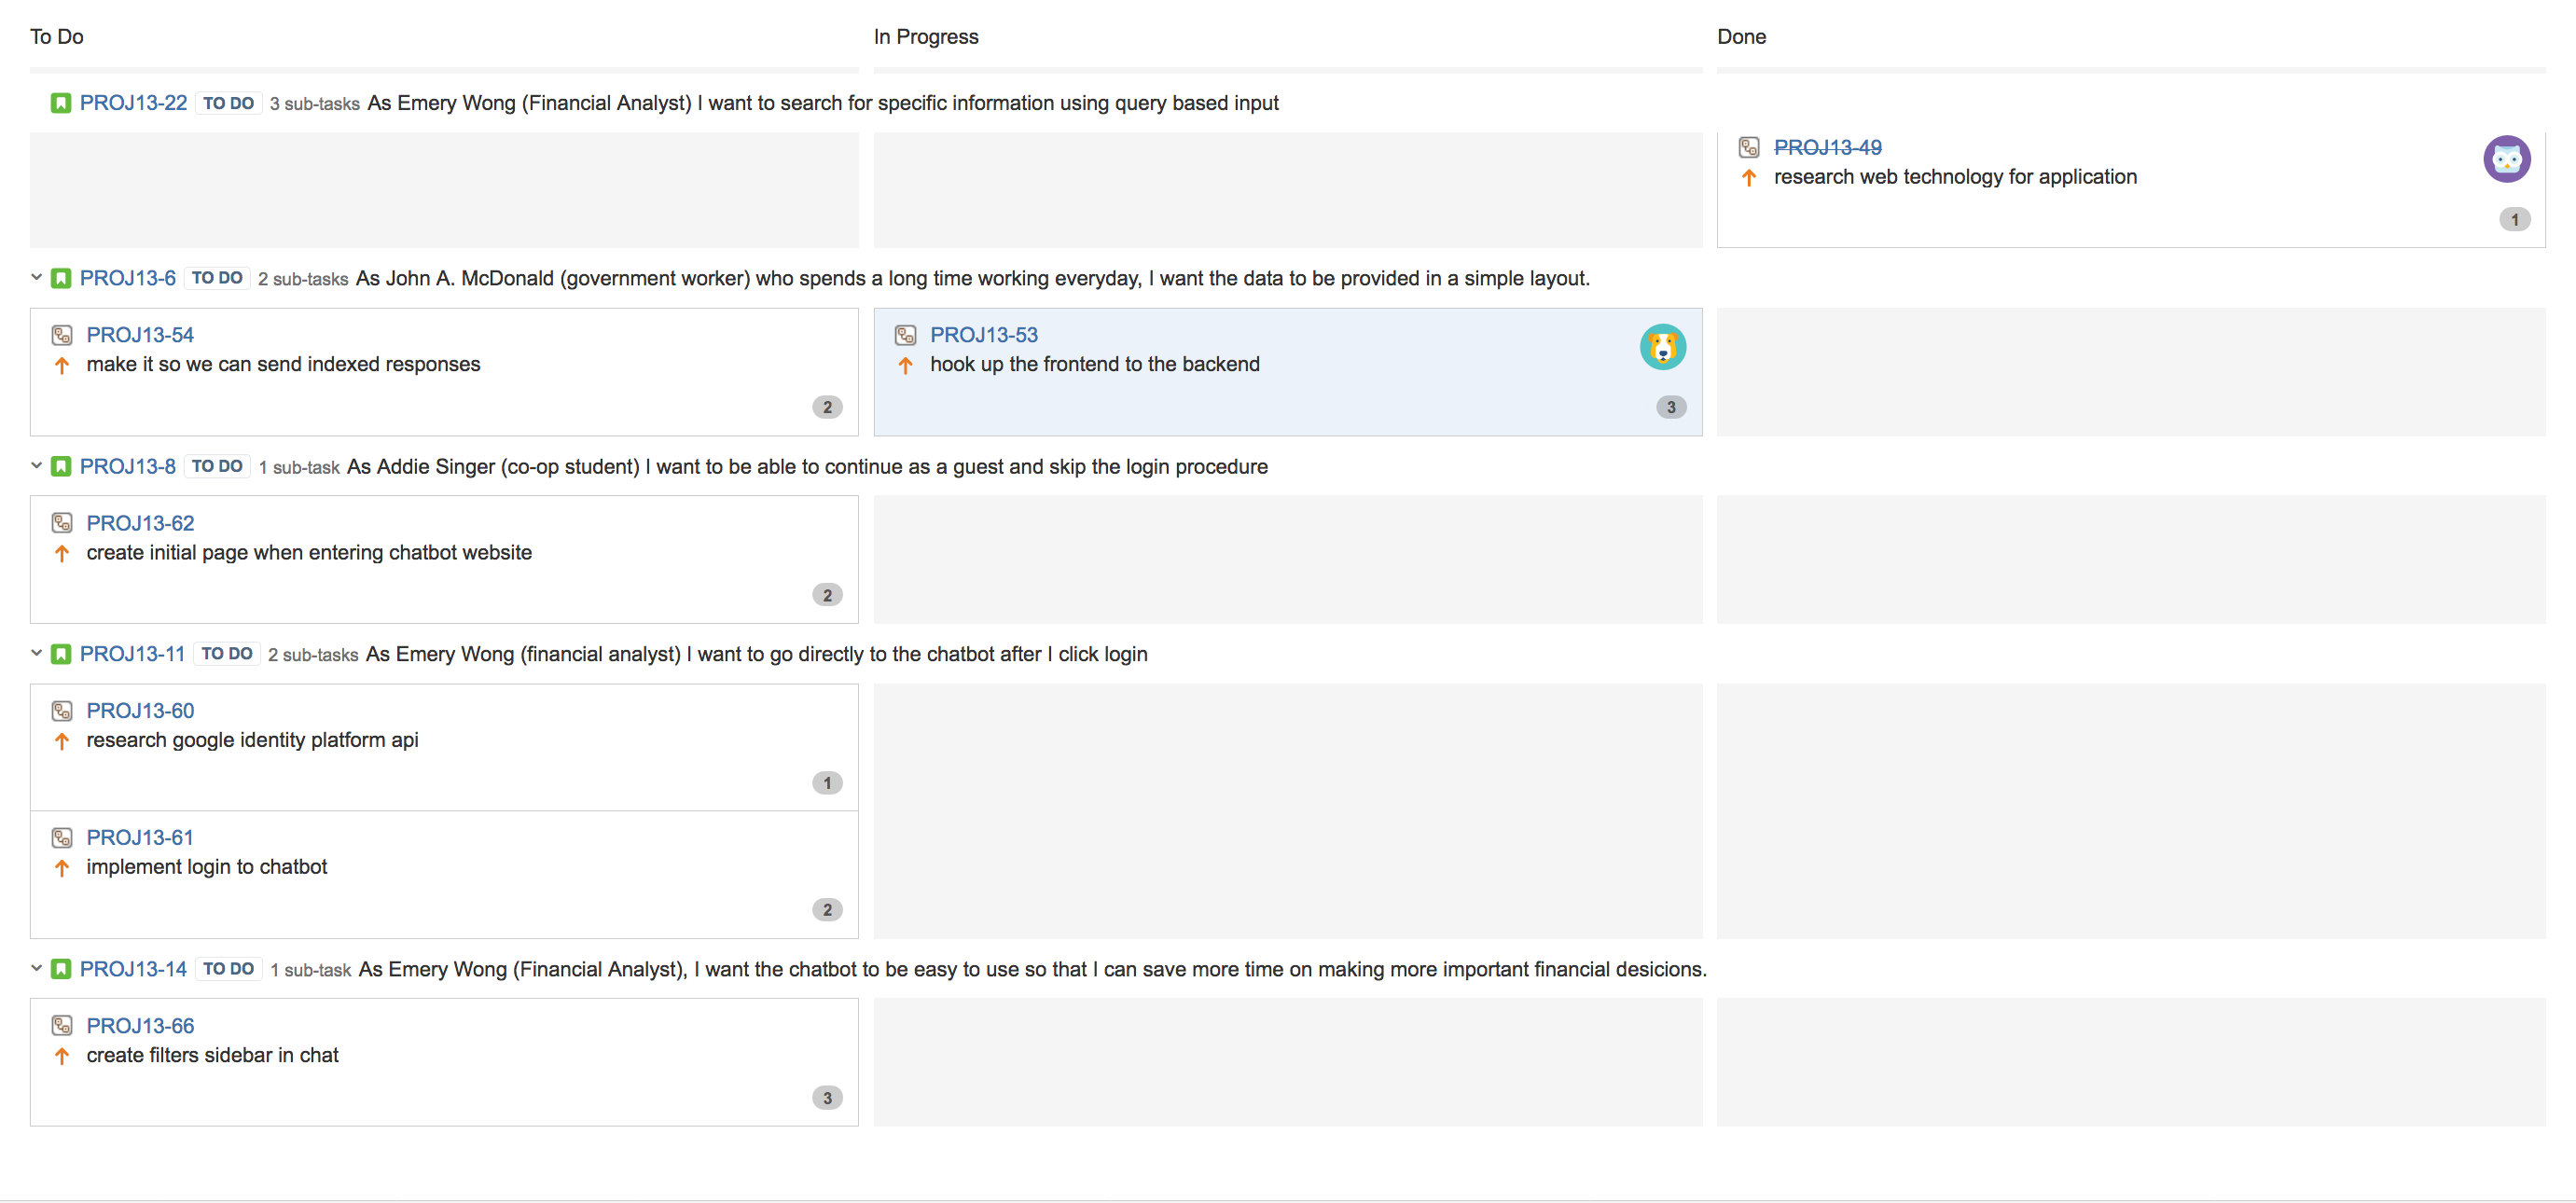 To Do In Progress Done
PROJ13-22 TO DO 3 sub-tasks As Emery Wong (Financial Analyst) I want to search for specific information using query based input
PROJ13-49
research web technology for application
1
PROJ13-6 TO DO 2 sub-tasks As John A. McDonald (government worker) who spends a long time working everyday, I want the data to be provided in a simple layout.
PROJ13-54
make it so we can send indexed responses
2
PROJ13-53
hook up the frontend to the backend
3
PROJ13-8 TO DO 1 sub-task As Addie Singer (co-op student) I want to be able to continue as a guest and skip the login procedure
PROJ13-62
create initial page when entering chatbot website
2
PROJ13-11 TO DO 2 sub-tasks As Emery Wong (financial analyst) I want to go directly to the chatbot after I click login
PROJ13-60
research google identity platform api
1
PROJ13-61
implement login to chatbot
2
PROJ13-14 TO DO 1 sub-task As Emery Wong (Financial Analyst), I want the chatbot to be easy to use so that I can save more time on making more important financial desicions.
PROJ13-66
create filters sidebar in chat
3